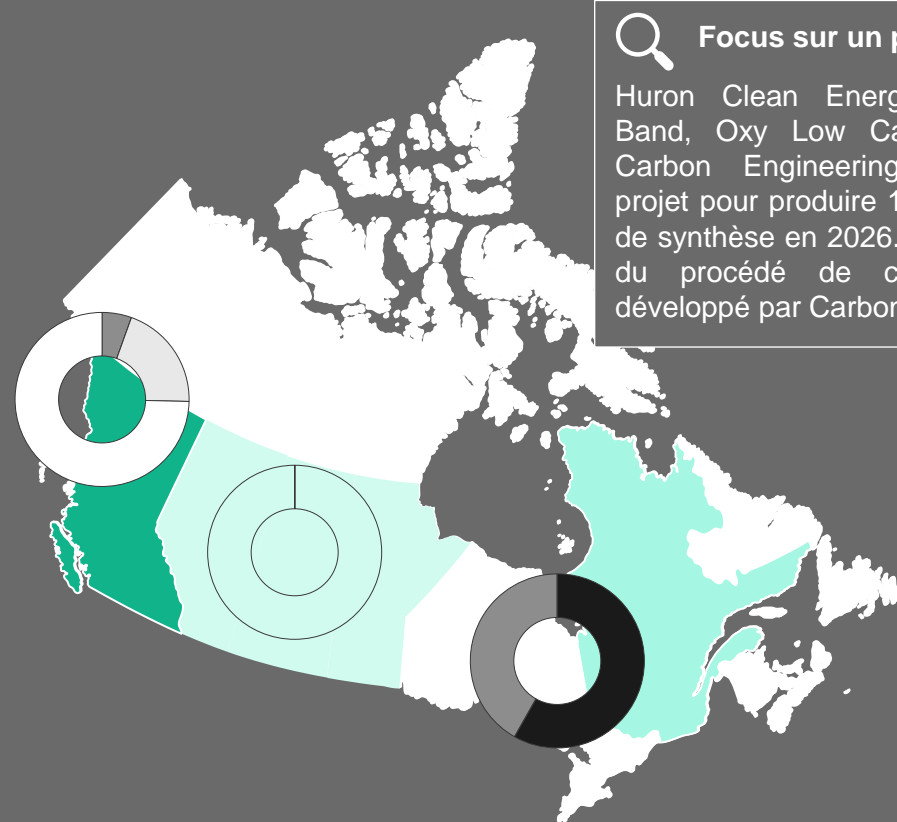 Focus sur un p
Huron Clean Energ
Band, Oxy Low Ca
Carbon Engineering
projet pour produire 1
de synthèse en 2026.
du procédé de c
développé par Carbon